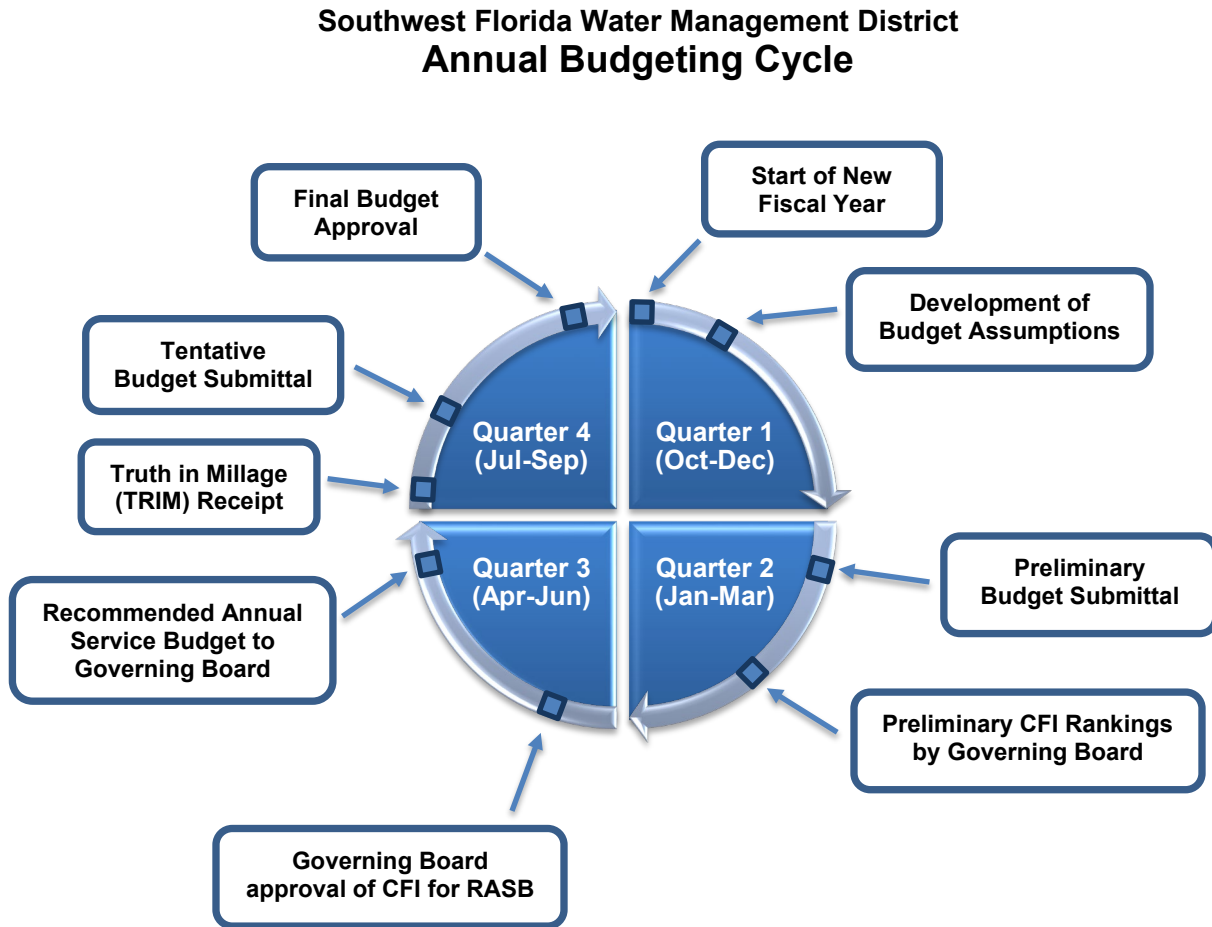 Southwest Florida Water Management District
Annual Budgeting Cycle
Start of New
Fiscal Year
Final Budget
Approval
Development of
Budget Assumptions
Tentative
Budget Submittal
Quarter 4
(Jul-Sep)
Quarter 1
(Oct-Dec)
Truth in Millage
(TRIM) Receipt
Quarter 3
(Apr-Jun)
Quarter 2
(Jan-Mar)
Preliminary
Budget Submittal
Recommended Annual
Service Budget to
Governing Board
Preliminary CFI Rankings
by Governing Board
Governing Board
approval of CFI for RASB